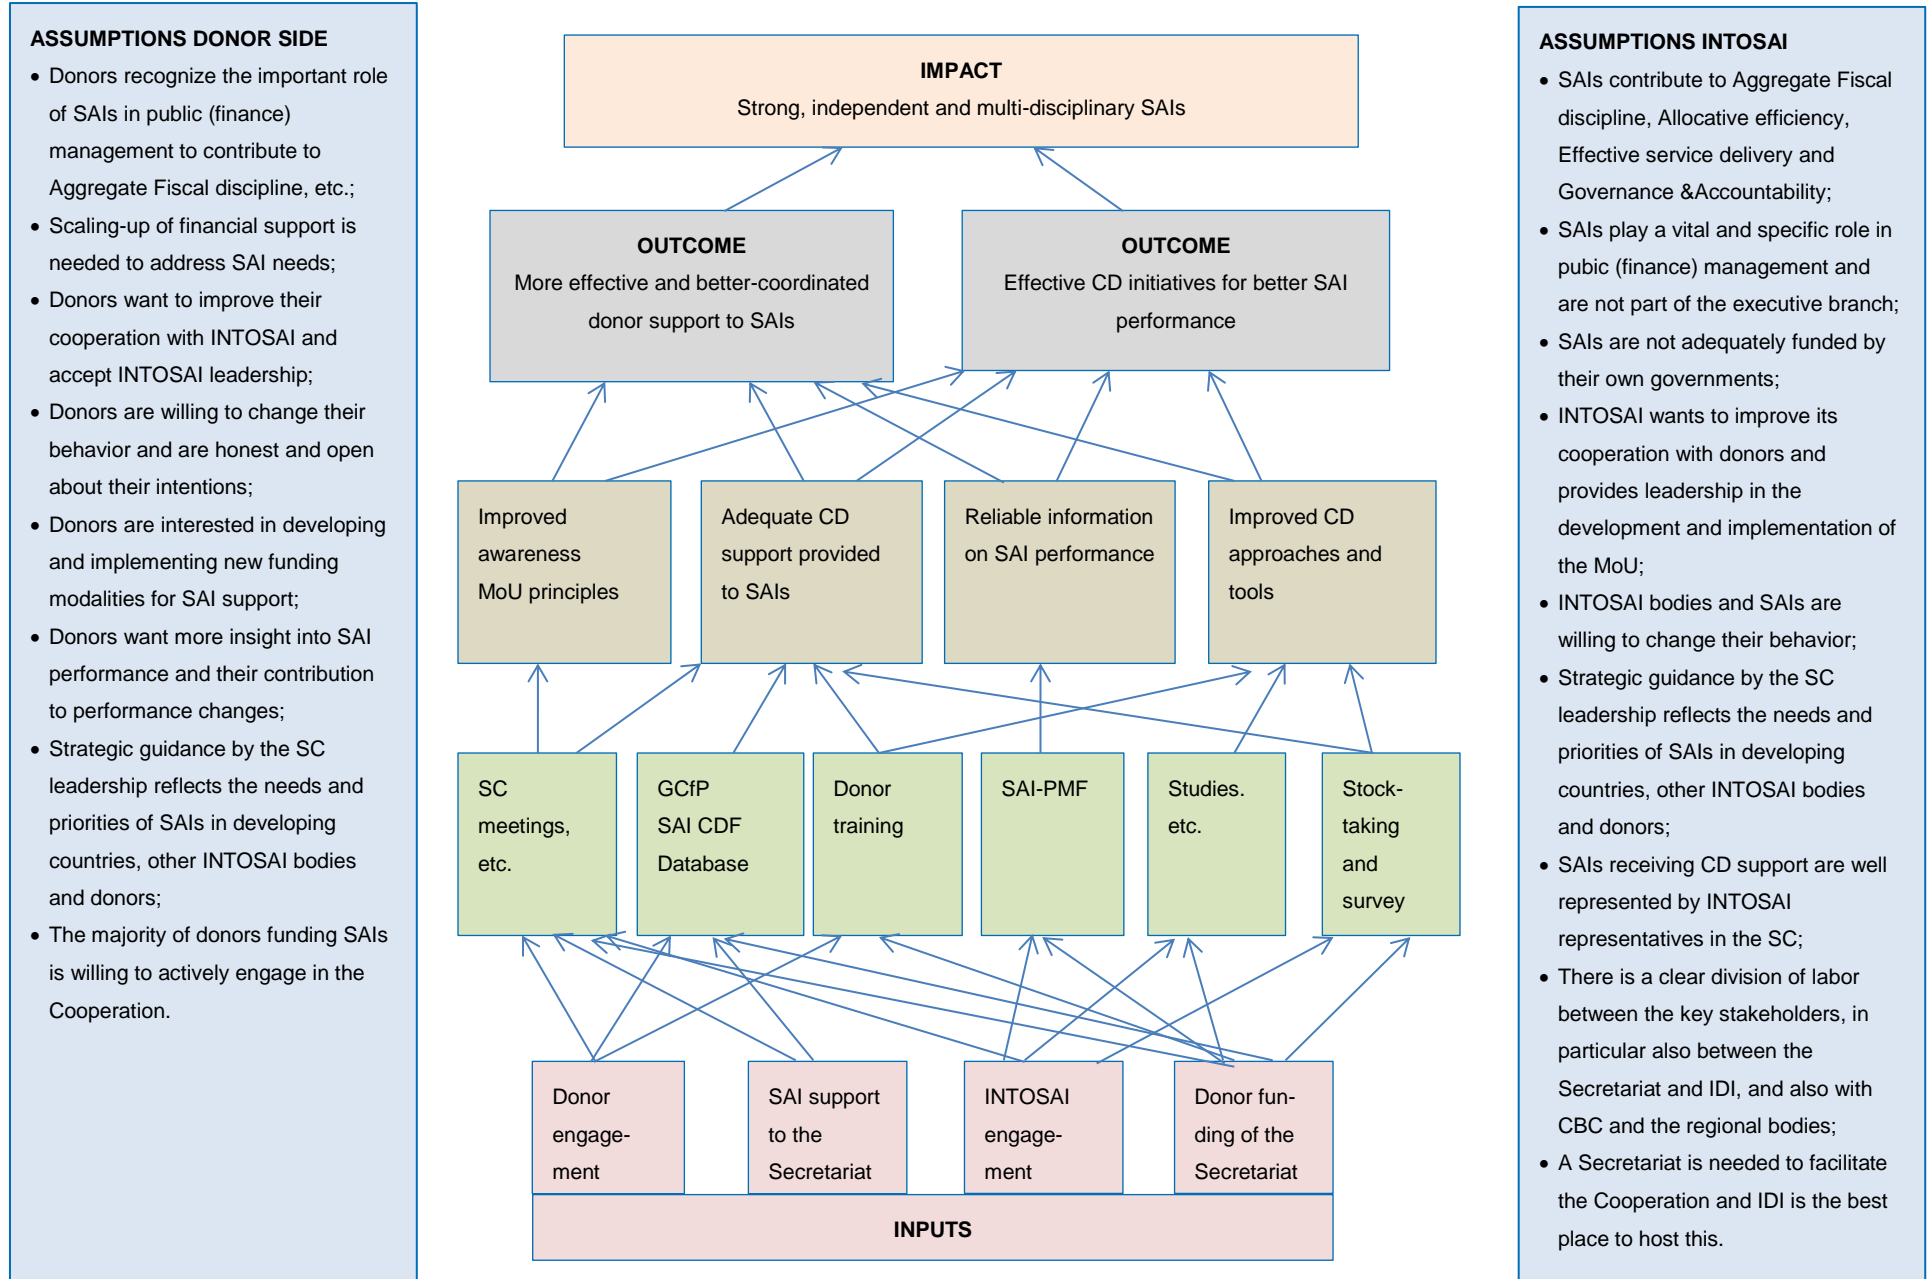 ASSUMPTIONS DONOR SIDE
• Donors recognize the important role
of SAIs in public (finance)
management to contribute to
Aggregate Fiscal discipline, etc.;
• Scaling-up of financial support is
needed to address SAI needs;
• Donors want to improve their
cooperation with INTOSAI and
accept INTOSAI leadership;
• Donors are willing to change their
behavior and are honest and open
about their intentions;
• Donors are interested in developing
and implementing new funding
modalities for SAI support;
• Donors want more insight into SAI
performance and their contribution
to performance changes;
• Strategic guidance by the SC
leadership reflects the needs and
priorities of SAIs in developing
countries, other INTOSAI bodies
and donors;
• The majority of donors funding SAIs
is willing to actively engage in the
Cooperation.
IMPACT
Strong, independent and multi-disciplinary SAIs
OUTCOME
More effective and better-coordinated
donor support to SAIs
OUTCOME
Effective CD initiatives for better SAI
performance
Improved
awareness
MoU principles
Adequate CD
support provided
to SAIs
Reliable information
on SAI performance
Improved CD
approaches and
tools
SC
meetings,
etc.
GCfP
SAI CDF
Database
Donor
training
SAI-PMF
Studies.
etc.
Stock-
taking
and
survey
Donor
engage-
ment
SAI support
to the
Secretariat
INTOSAI
engage-
ment
Donor fun-
ding of the
Secretariat
INPUTS
ASSUMPTIONS INTOSAI
• SAIs contribute to Aggregate Fiscal
discipline, Allocative efficiency,
Effective service delivery and
Governance &Accountability;
• SAIs play a vital and specific role in
pubic (finance) management and
are not part of the executive branch;
• SAIs are not adequately funded by
their own governments;
• INTOSAI wants to improve its
cooperation with donors and
provides leadership in the
development and implementation of
the MoU;
• INTOSAI bodies and SAIs are
willing to change their behavior;
• Strategic guidance by the SC
leadership reflects the needs and
priorities of SAIs in developing
countries, other INTOSAI bodies
and donors;
• SAIs receiving CD support are well
represented by INTOSAI
representatives in the SC;
• There is a clear division of labor
between the key stakeholders, in
particular also between the
Secretariat and IDI, and also with
CBC and the regional bodies;
• A Secretariat is needed to facilitate
the Cooperation and IDI is the best
place to host this.